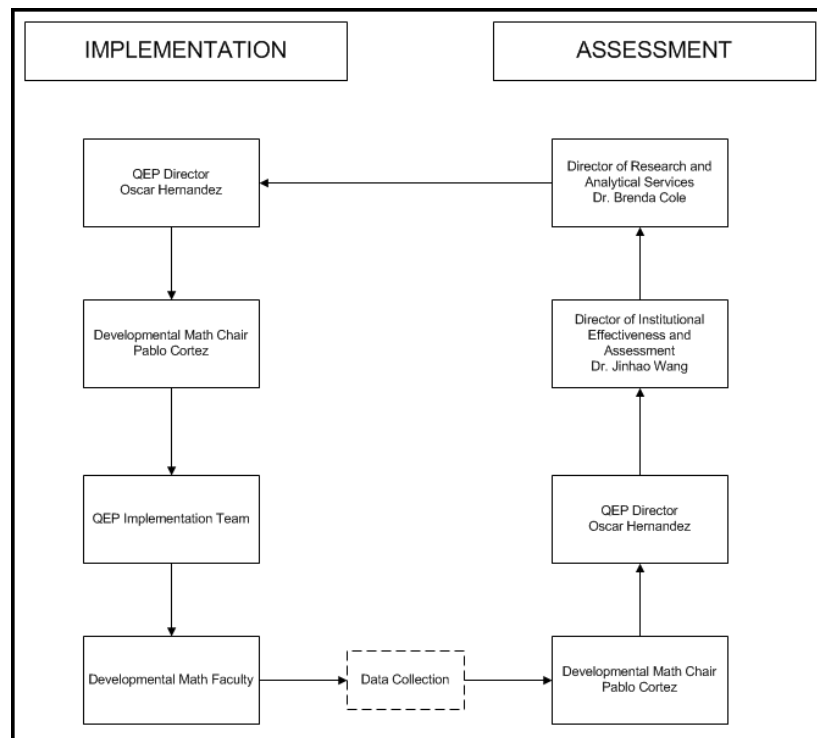 IMPLEMENTATION
ASSESSMENT
QEP Director
Oscar Hernandez
Director of Research and
Analytical Services
Dr. Brenda Cole
Developmental Math Chair
Pablo Cortez
Director of Institutional
Effectiveness and
Assessment
Dr. Jinhao Wang
QEP Implementation Team
QEP Director
Oscar Hernandez
Developmental Math Faculty
Data Collection
Developmental Math Chair
Pablo Cortez